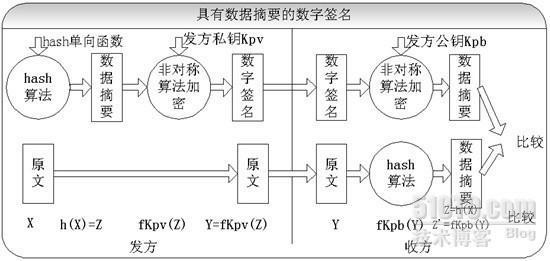 具有数据摘要的数字签名
hash单向函数
发方私钥Kpv
发方公钥Kpb
hash
算法
数据摘要
非对称
算法加密
数字签名
数字签名
非对称
算法加密
数据摘要
比较
原文
原文
原文
hash
算法
数据摘要
X h(X)=Z fKpv(Z) Y=fKpv(Z) Y fKpb(Y) Z=h(X)
Z'=fKpb(Y)
比较
发方
收方
51CTO.com
技术博客 Blog